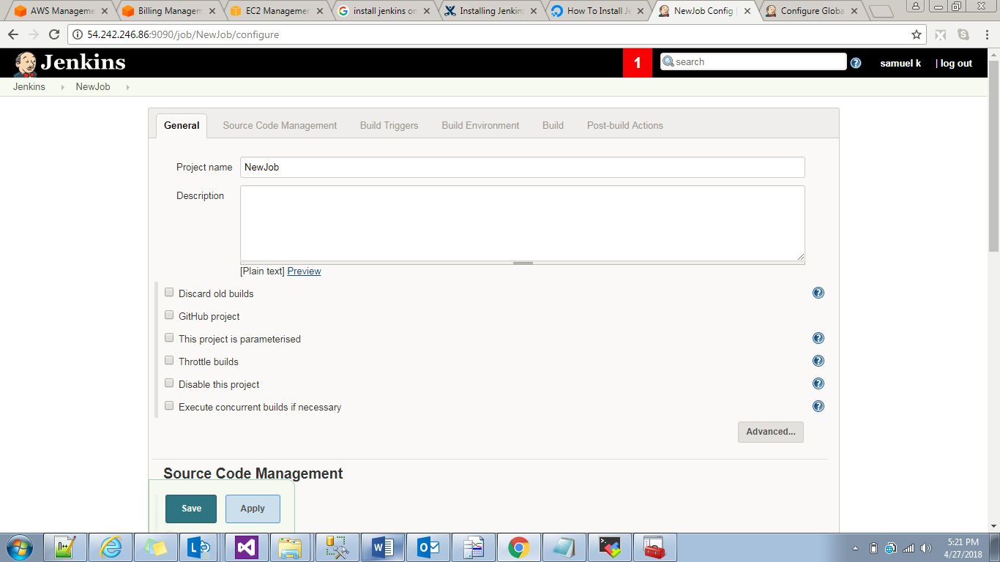 AWS Manageme
Billing Managem
EC2 Managemen
install jenkins on
Installing Jenkins
How To Install Je
NewJob Config
Configure Globa
54.242.246.86:9090/job/NewJob/configure
Jenkins
1
search
samuel k
| log out
Jenkins
NewJob
General
Source Code Management
Build Triggers
Build Environment
Build
Post-build Actions
Project name
NewJob
Description
[Plain text] Preview
Discard old builds
GitHub project
This project is parameterised
Throttle builds
Disable this project
Execute concurrent builds if necessary
Advanced...
Source Code Management
Save
Apply
5:21 PM
4/27/2018